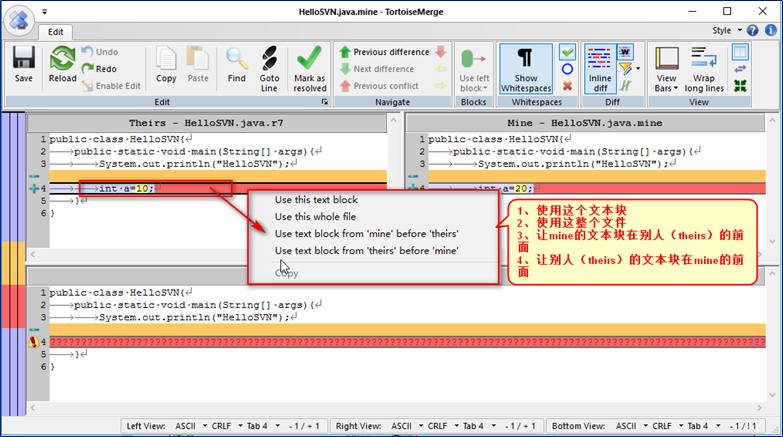 HelloSVN.java.mine - TortoiseMerge
Edit
Style
Save
Reload
Undo
Redo
Enable Edit
Copy
Paste
Find
Goto
Line
Mark as
resolved
Edit
Previous difference
Next difference
Previous conflict
Navigate
Use left
block
Blocks
Show
Whitespaces
Whitespaces
Inline
diff
Diff
View
Bars
Wrap
long lines
View
Theirs - HelloSVN.java.r7
1 public·class·HelloSVN{
2 public·static·void·main(String[]·args){
3 System.out.println("HelloSVN");
4 int·a=10;
5 }
6 }
Mine - HelloSVN.java.mine
1 public·class·HelloSVN{
2 public·static·void·main(String[]·args){
3 System.out.println("HelloSVN");
4 int·a=20;
Use this text block
Use this whole file
Use text block from 'mine' before 'theirs'
Use text block from 'theirs' before 'mine'
Copy
1、使用这个文本块
2、使用这整个文件
3、让mine的文本块在别人（theirs）的前
面
4、让别人（theirs）的文本块在mine的前
面
1 public·class·HelloSVN{
2 public·static·void·main(String[]·args){
3 System.out.println("HelloSVN");
4
5 }
6 }
Left View: ASCII CRLF Tab 4 - 1 / + 1
Right View: ASCII CRLF Tab 4 - 1 / + 1
Bottom View: ASCII CRLF Tab 4 - 1 / ! 1